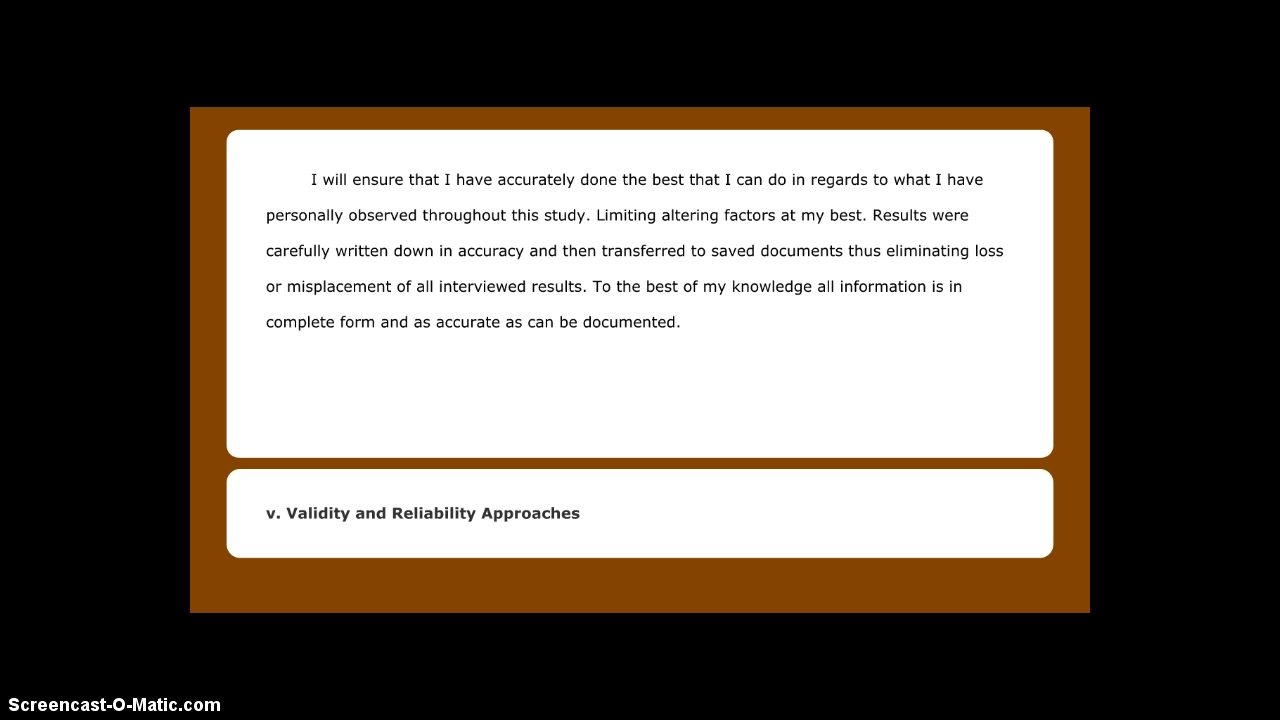 I will ensure that I have accurately done the best that I can do in regards to what I have
personally observed throughout this study. Limiting altering factors at my best. Results were
carefully written down in accuracy and then transferred to saved documents thus eliminating loss
or misplacement of all interviewed results. To the best of my knowledge all information is in
complete form and as accurate as can be documented.
v. Validity and Reliability Approaches
Screencast-O-Matic.com